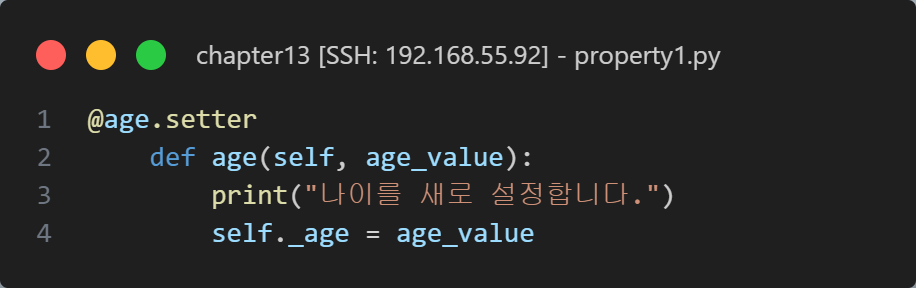 chapter13 [SSH: 192.168.55.92] - property1.py
1 @age.setter
2     def age(self, age_value):
3         print("나이를 새로 설정합니다.")
4         self._age = age_value